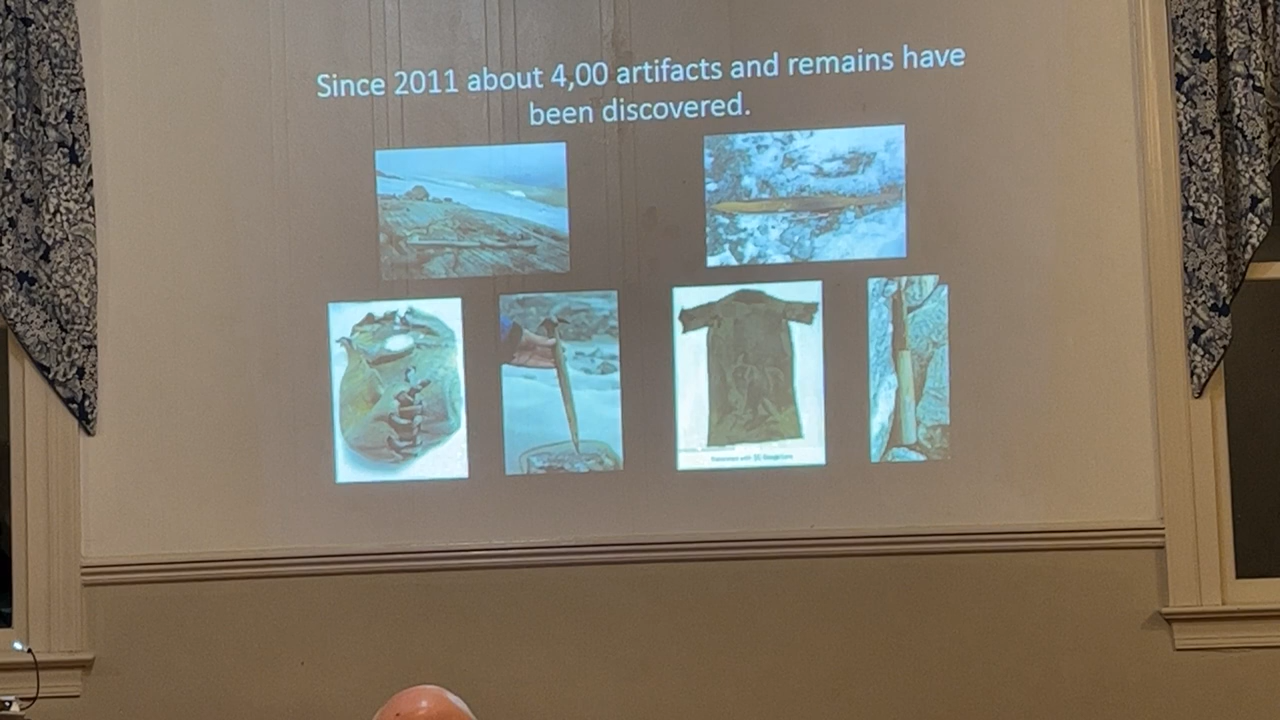 Since 2011 about 4,00 artifacts and remains have
been discovered.